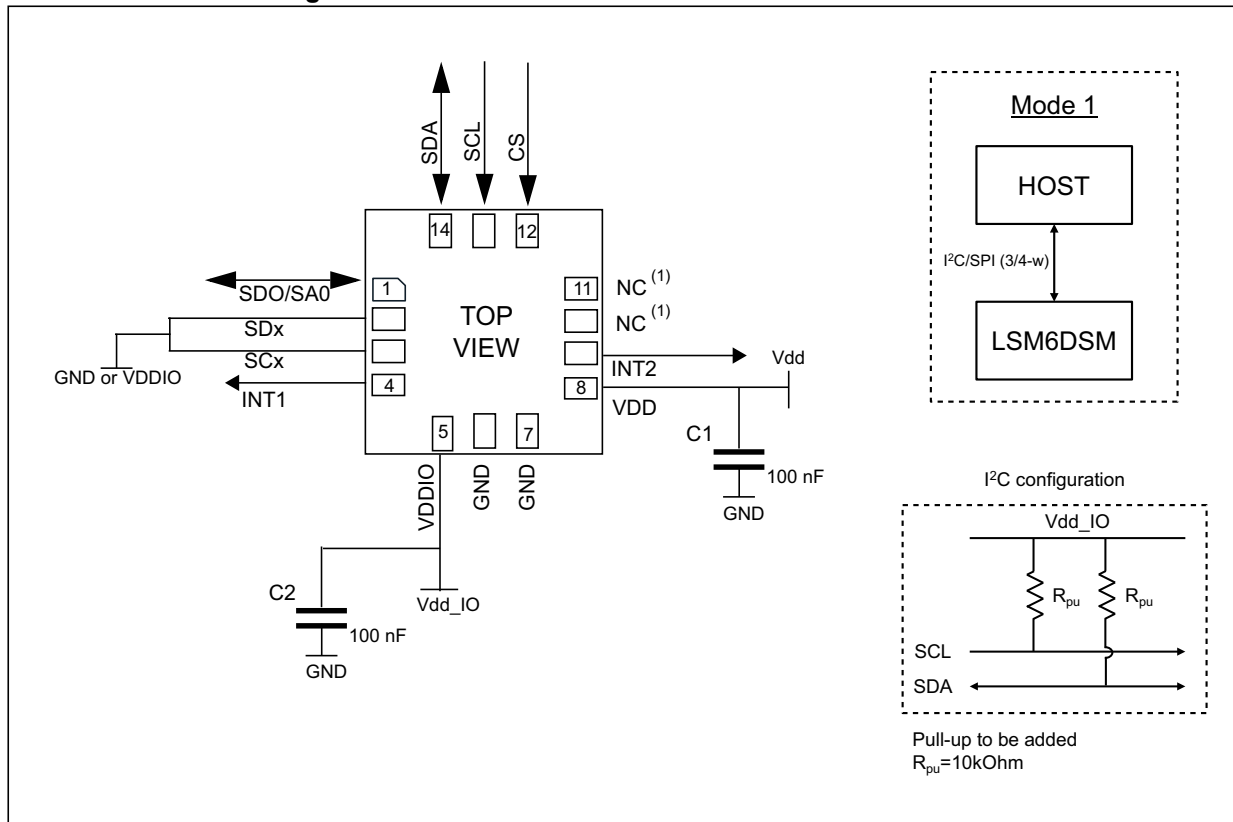 SDA
SCL
CS
14
12
SDO/SA0
1
11
NC (1)
TOP
VIEW
SDx
NC (1)
SCx
GND or VDDIO
INT1
4
INT2
Vdd
8
VDD
5
7
C1
100 nF
GND
VDDIO
GND
GND
C2
100 nF
GND
Vdd_IO
Mode 1
HOST
I²C/SPI (3/4-w)
LSM6DSM
I²C configuration
Vdd_IO
Rpu
Rpu
SCL
SDA
Pull-up to be added
Rpu=10kOhm